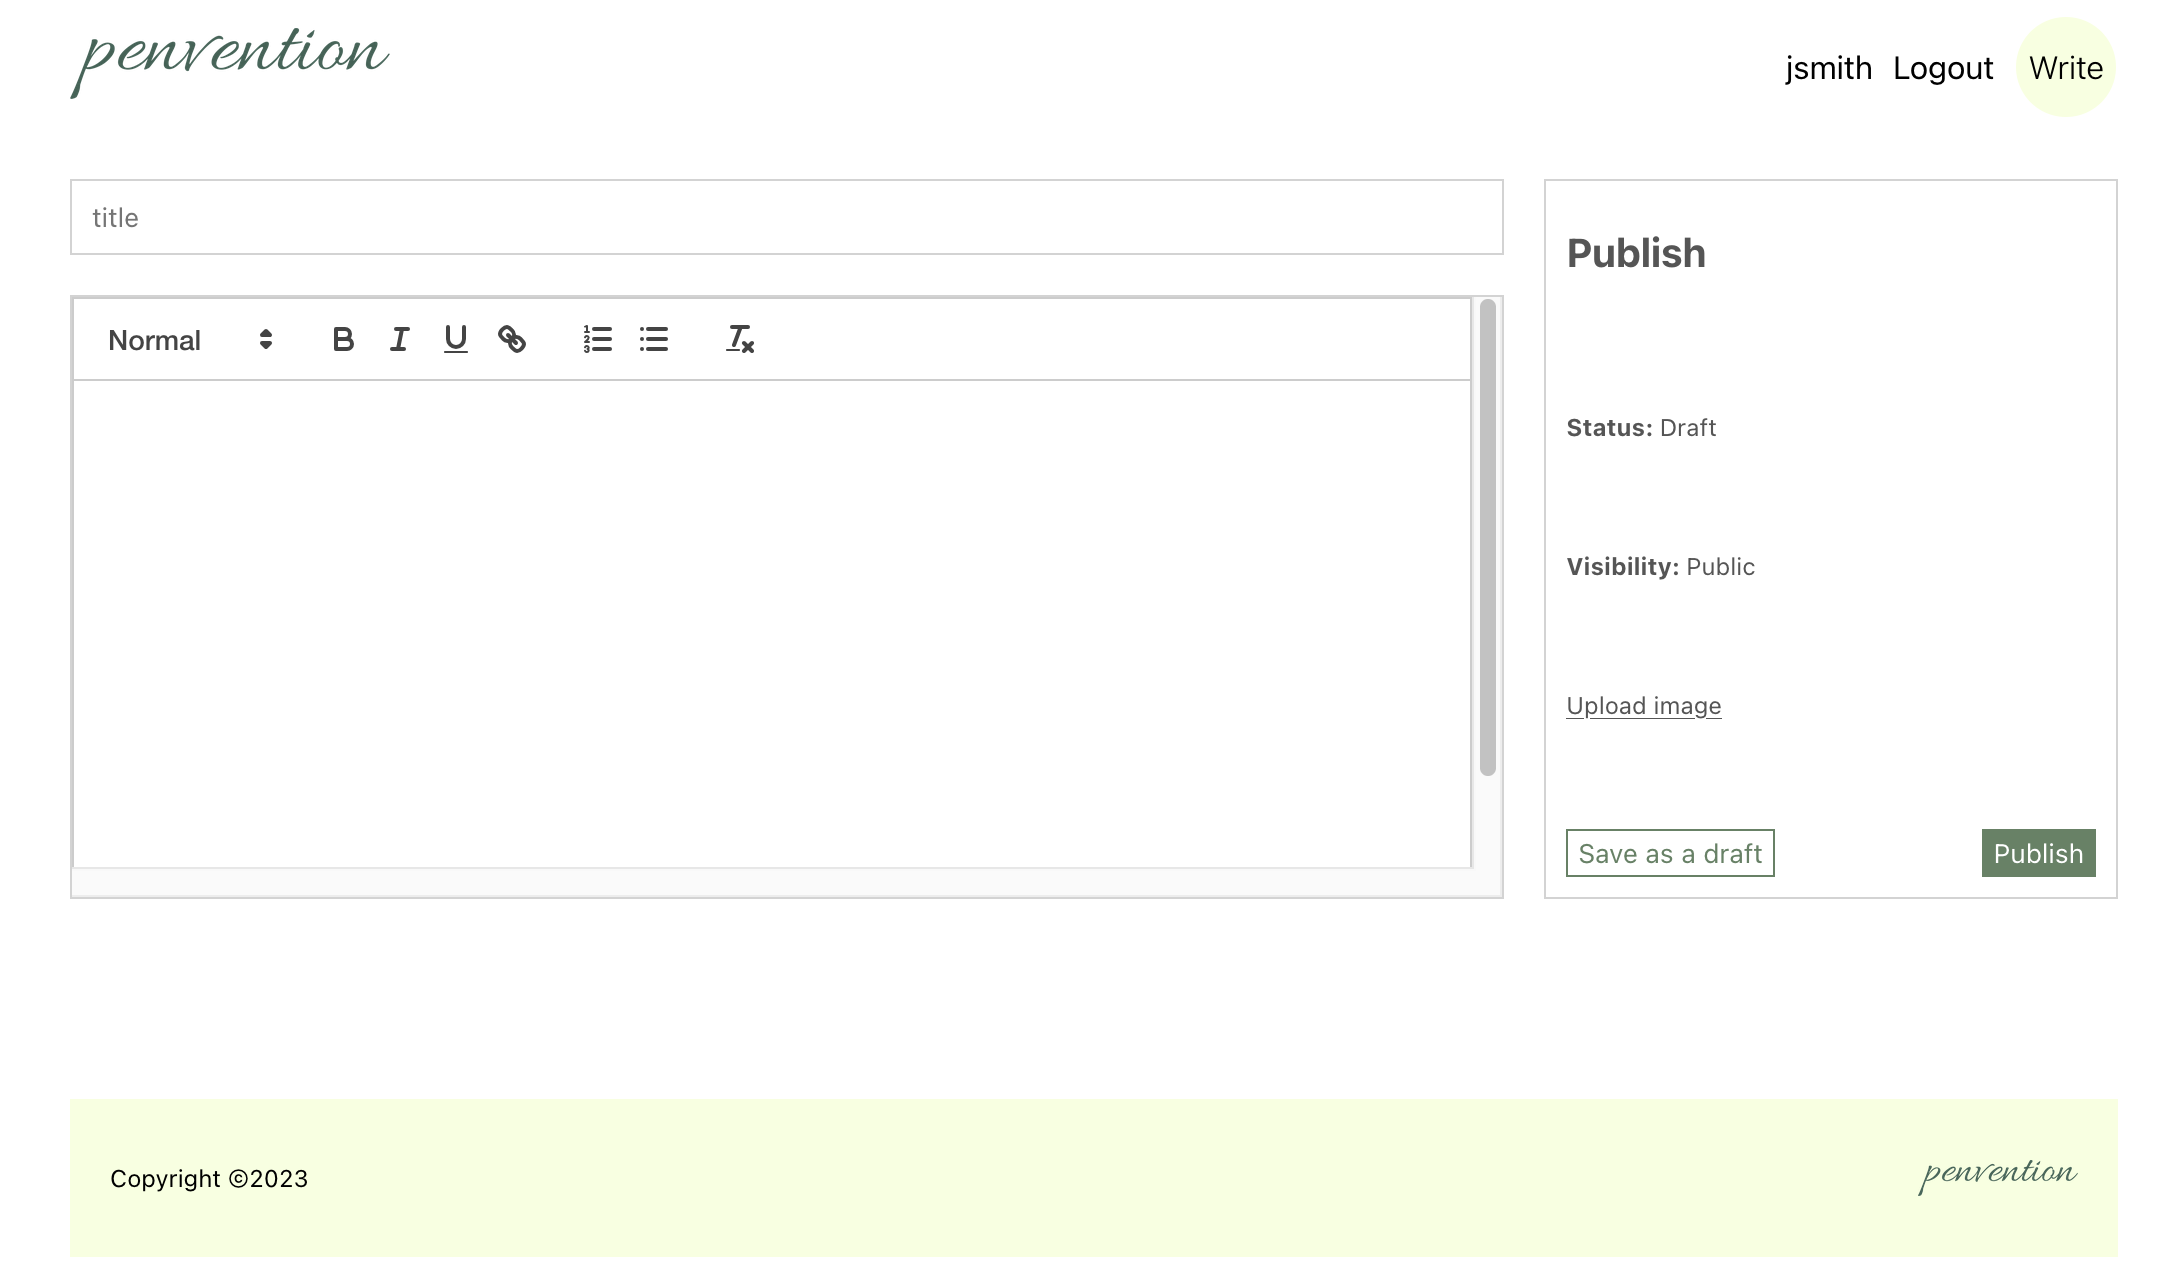 penvention
jsmith Logout Write
title
Normal B I U
Publish
Status: Draft
Visibility: Public
Upload image
Save as a draft Publish
Copyright ©2023
penvention